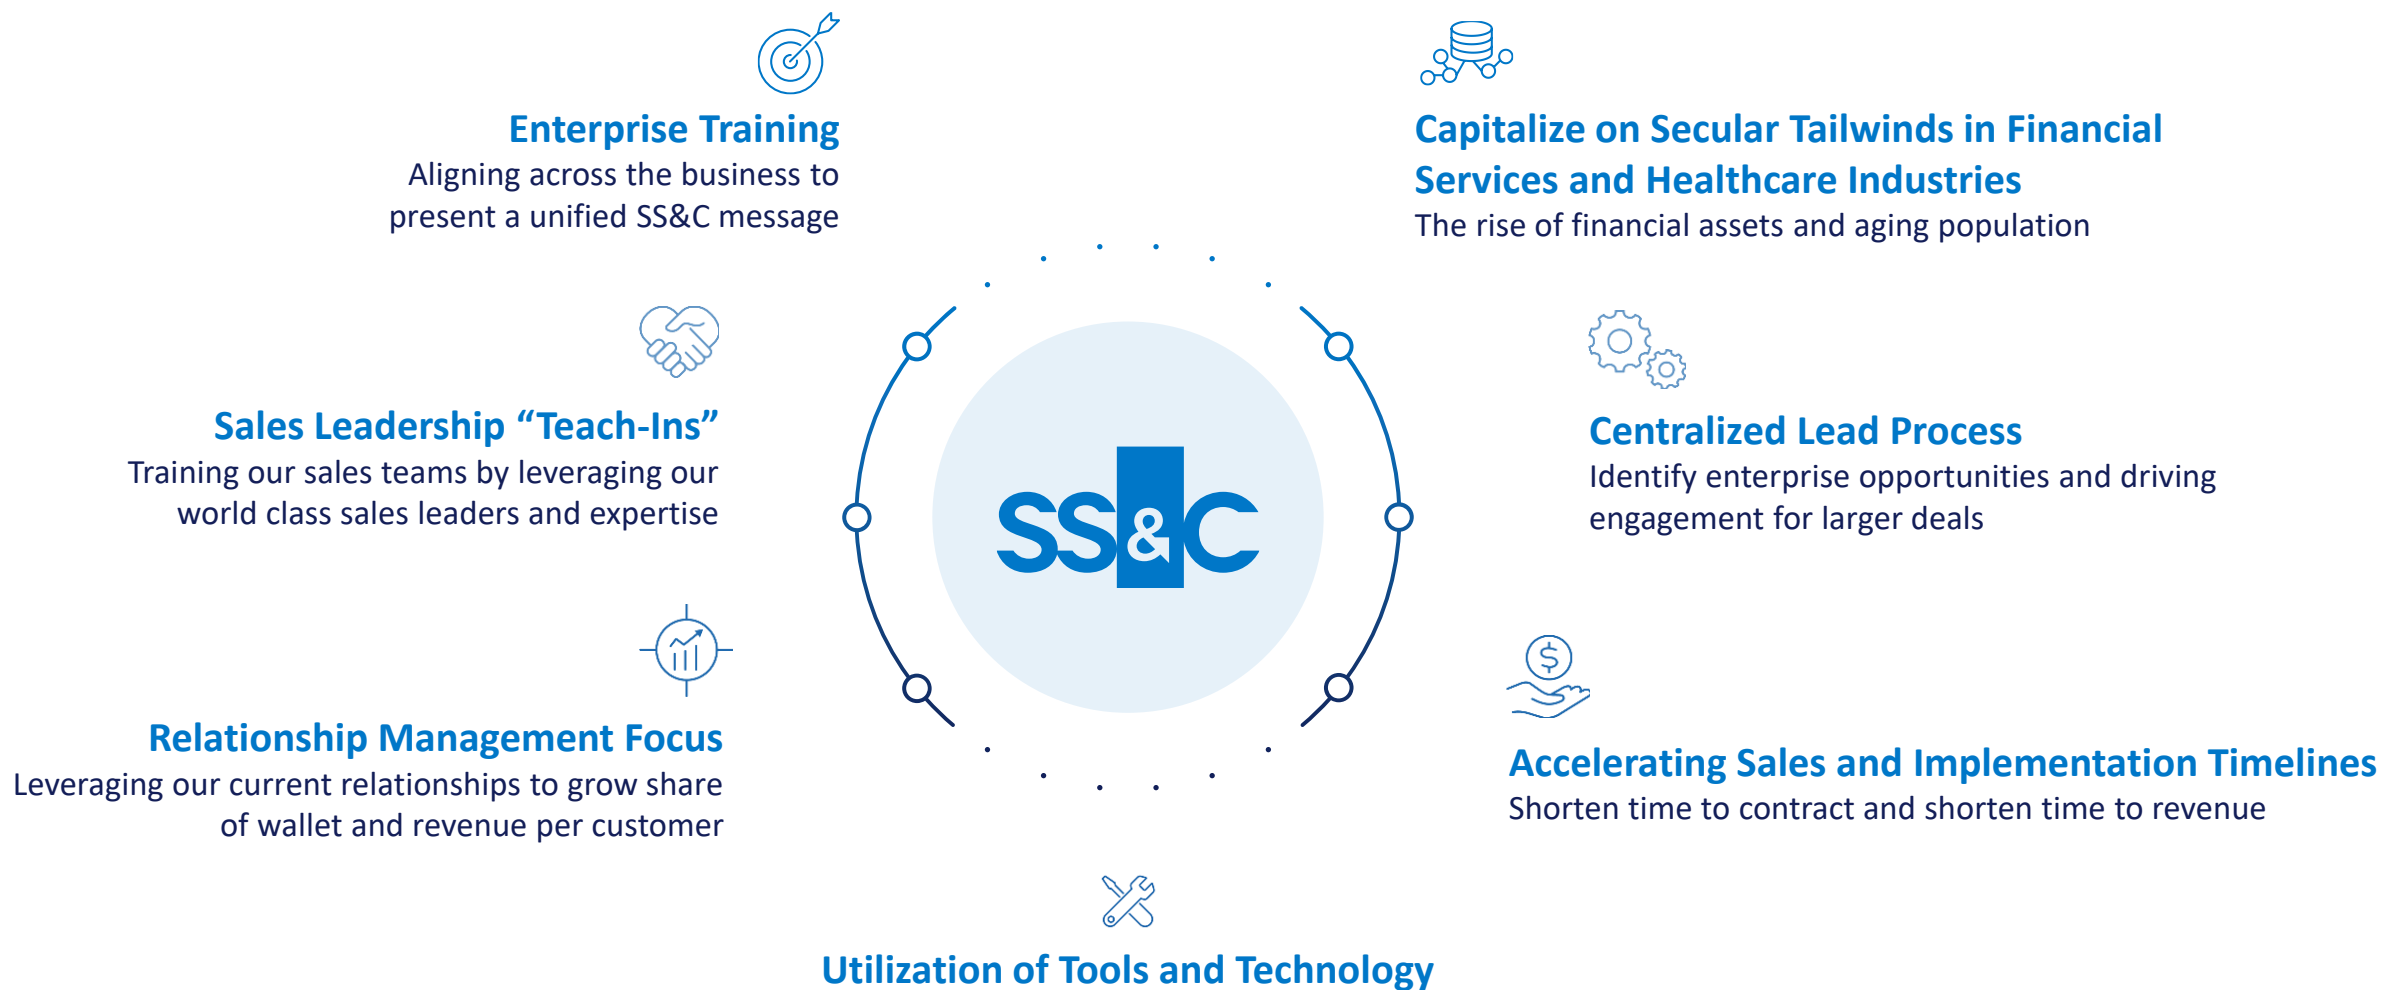 Enterprise Training
Aligning across the business to
present a unified SS&C message
Sales Leadership “Teach-Ins”
Training our sales teams by leveraging our
world class sales leaders and expertise
Relationship Management Focus
Leveraging our current relationships to grow share
of wallet and revenue per customer
SS&C
Capitalize on Secular Tailwinds in Financial
Services and Healthcare Industries
The rise of financial assets and aging population
Centralized Lead Process
Identify enterprise opportunities and driving
engagement for larger deals
$
Accelerating Sales and Implementation Timelines
Shorten time to contract and shorten time to revenue
Utilization of Tools and Technology